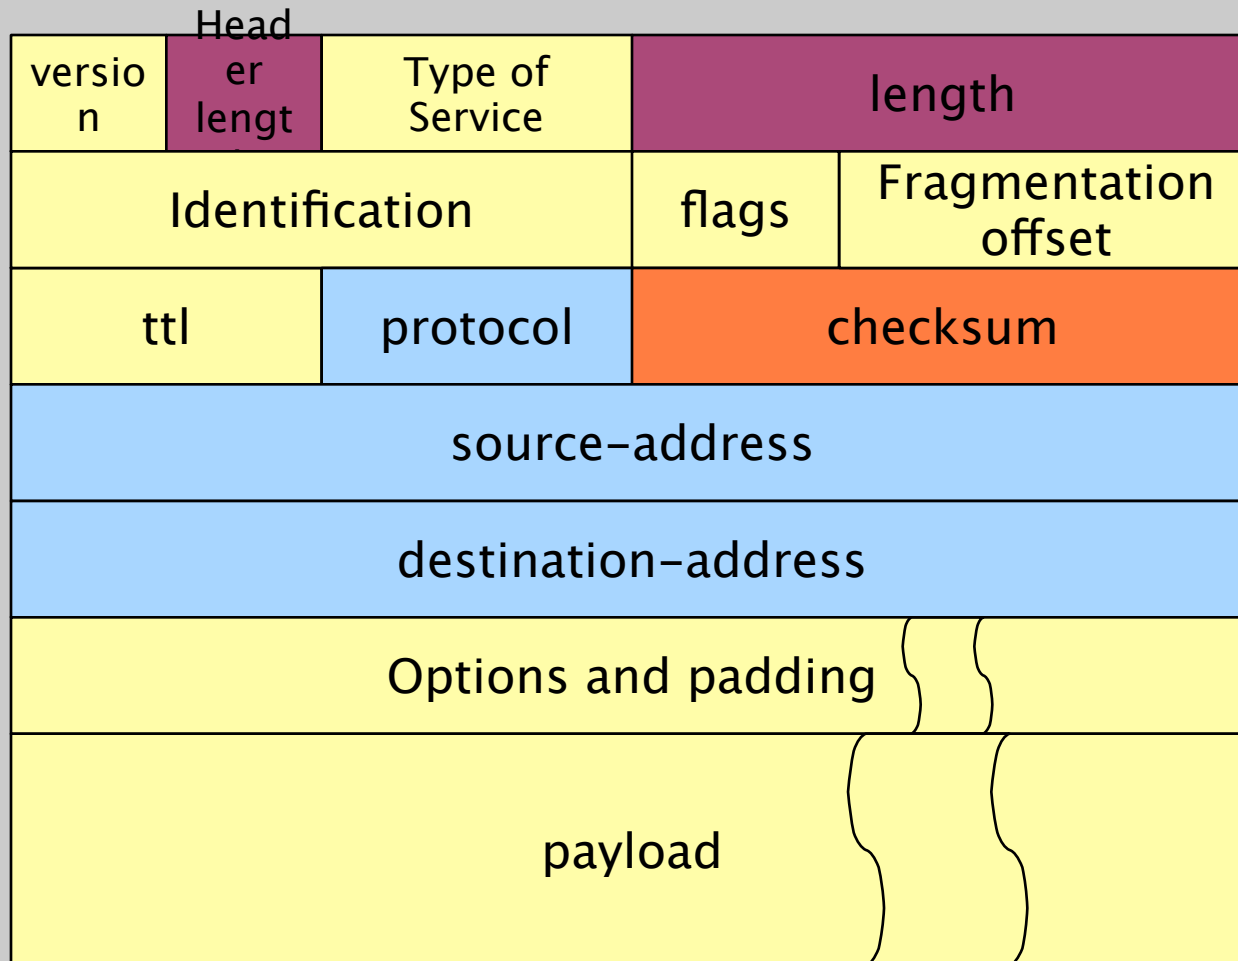 Head
er
lengt
versio
n
Type of
Service
length
Identification
flags
Fragmentation
offset
ttl
protocol
checksum
source-address
destination-address
Options and padding
payload